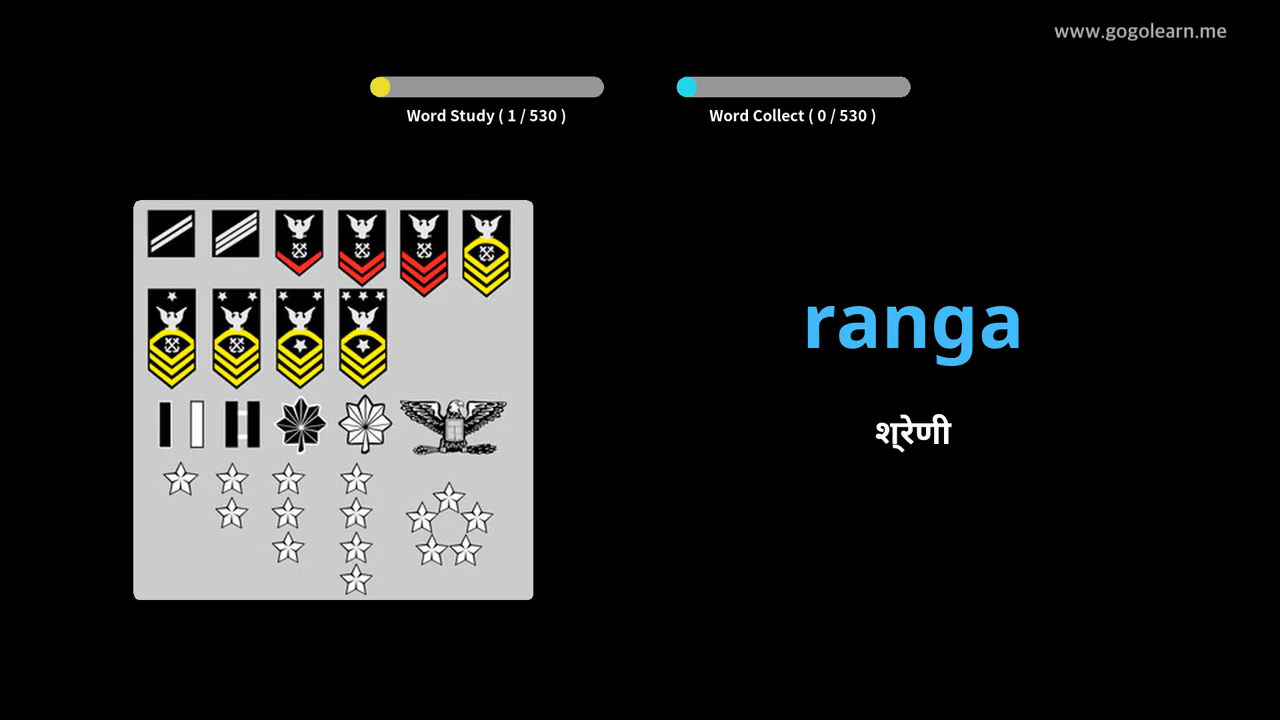 www.gogolearn.me
Word Study ( 1 / 530 )
Word Collect ( 0 / 530 )
ranga
श्रेणी